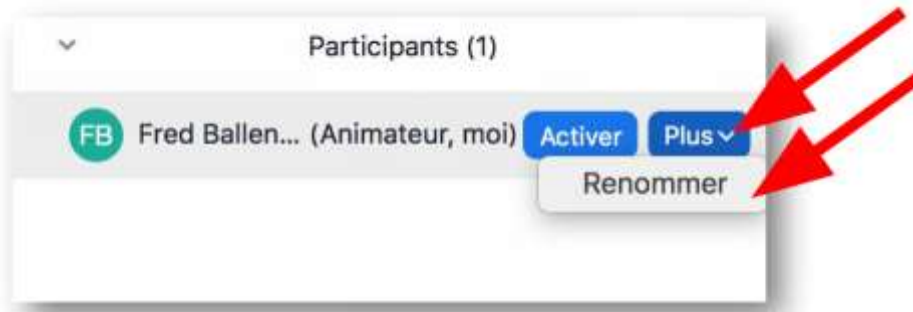 Participants (1)
FB Fred Ballen... (Animateur, moi) Activer Plus
Renommer